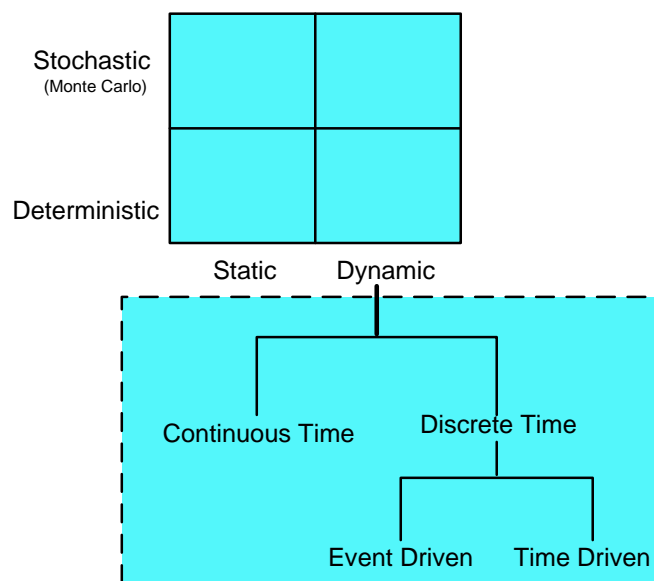 Stochastic
(Monte Carlo)
Deterministic
Static Dynamic
Continuous Time Discrete Time
Event Driven Time Driven